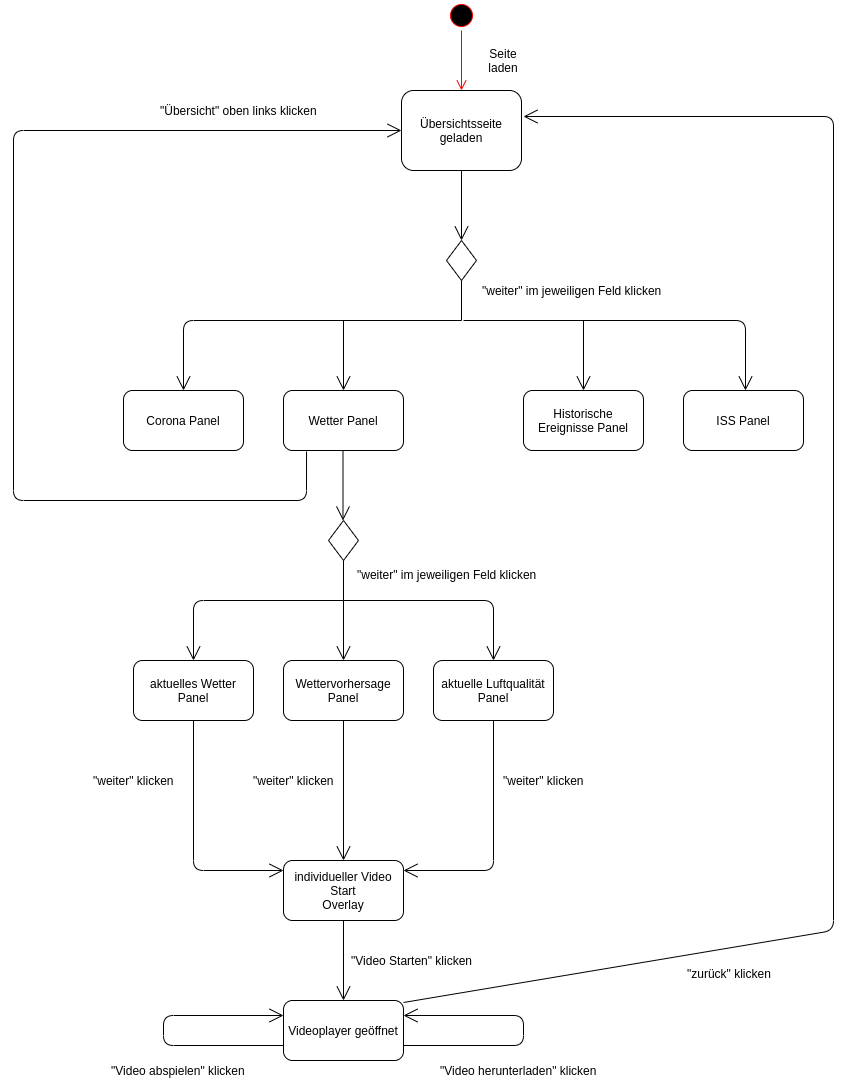 Seite
laden
"Übersicht" oben links klicken
Übersichtsseite
geladen
"weiter" im jeweiligen Feld klicken
Corona Panel
Wetter Panel
Historische
Ereignisse Panel
ISS Panel
"weiter" im jeweiligen Feld klicken
aktuelles Wetter
Panel
Wettervorhersage
Panel
aktuelle Luftqualität
Panel
"weiter" klicken
"weiter" klicken
"weiter" klicken
individueller Video
Start
Overlay
"Video Starten" klicken
"zurück" klicken
Videoplayer geöffnet
"Video abspielen" klicken
"Video herunterladen" klicken